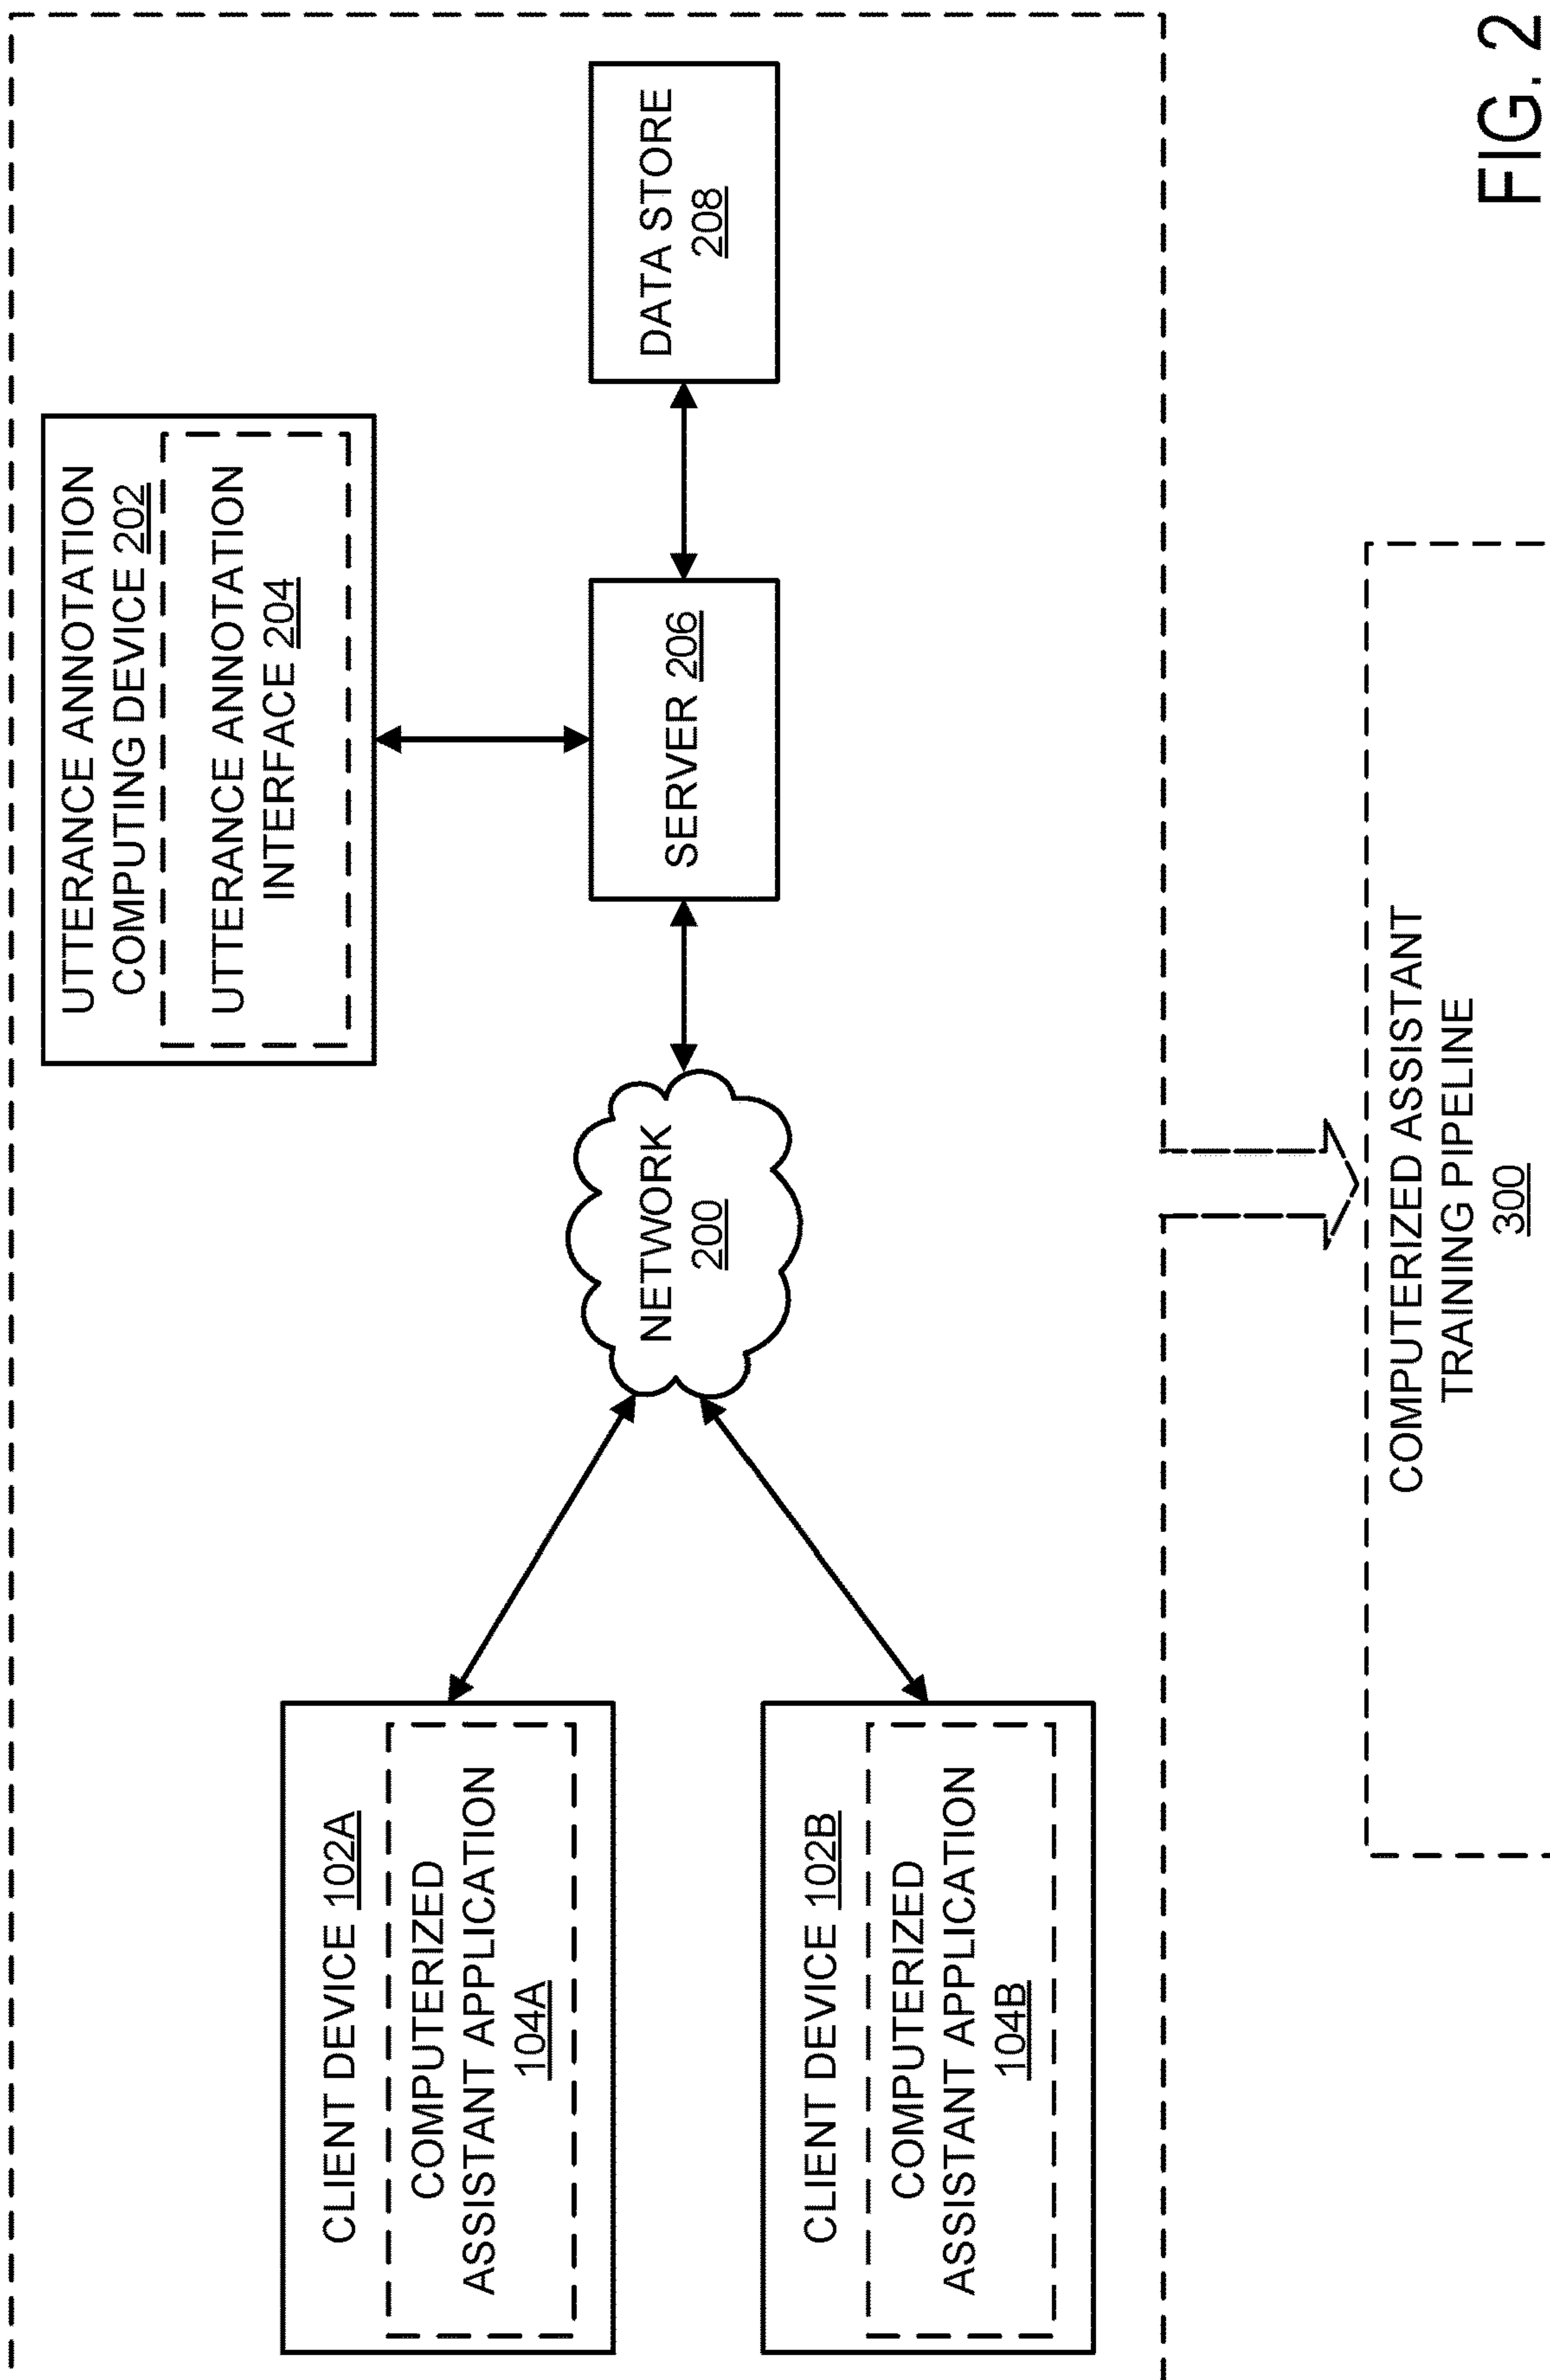 UTTERANCE ANNOTATION
COMPUTING DEVICE 202
UTTERANCE ANNOTATION
INTERFACE 204
CLIENT DEVICE 102A
COMPUTERIZED
ASSISTANT APPLICATION
104A
NETWORK
200
SERVER 206
DATA STORE
208
CLIENT DEVICE 102B
COMPUTERIZED
ASSISTANT APPLICATION
104B
COMPUTERIZED ASSISTANT
TRAINING PIPELINE
300
FIG. 2